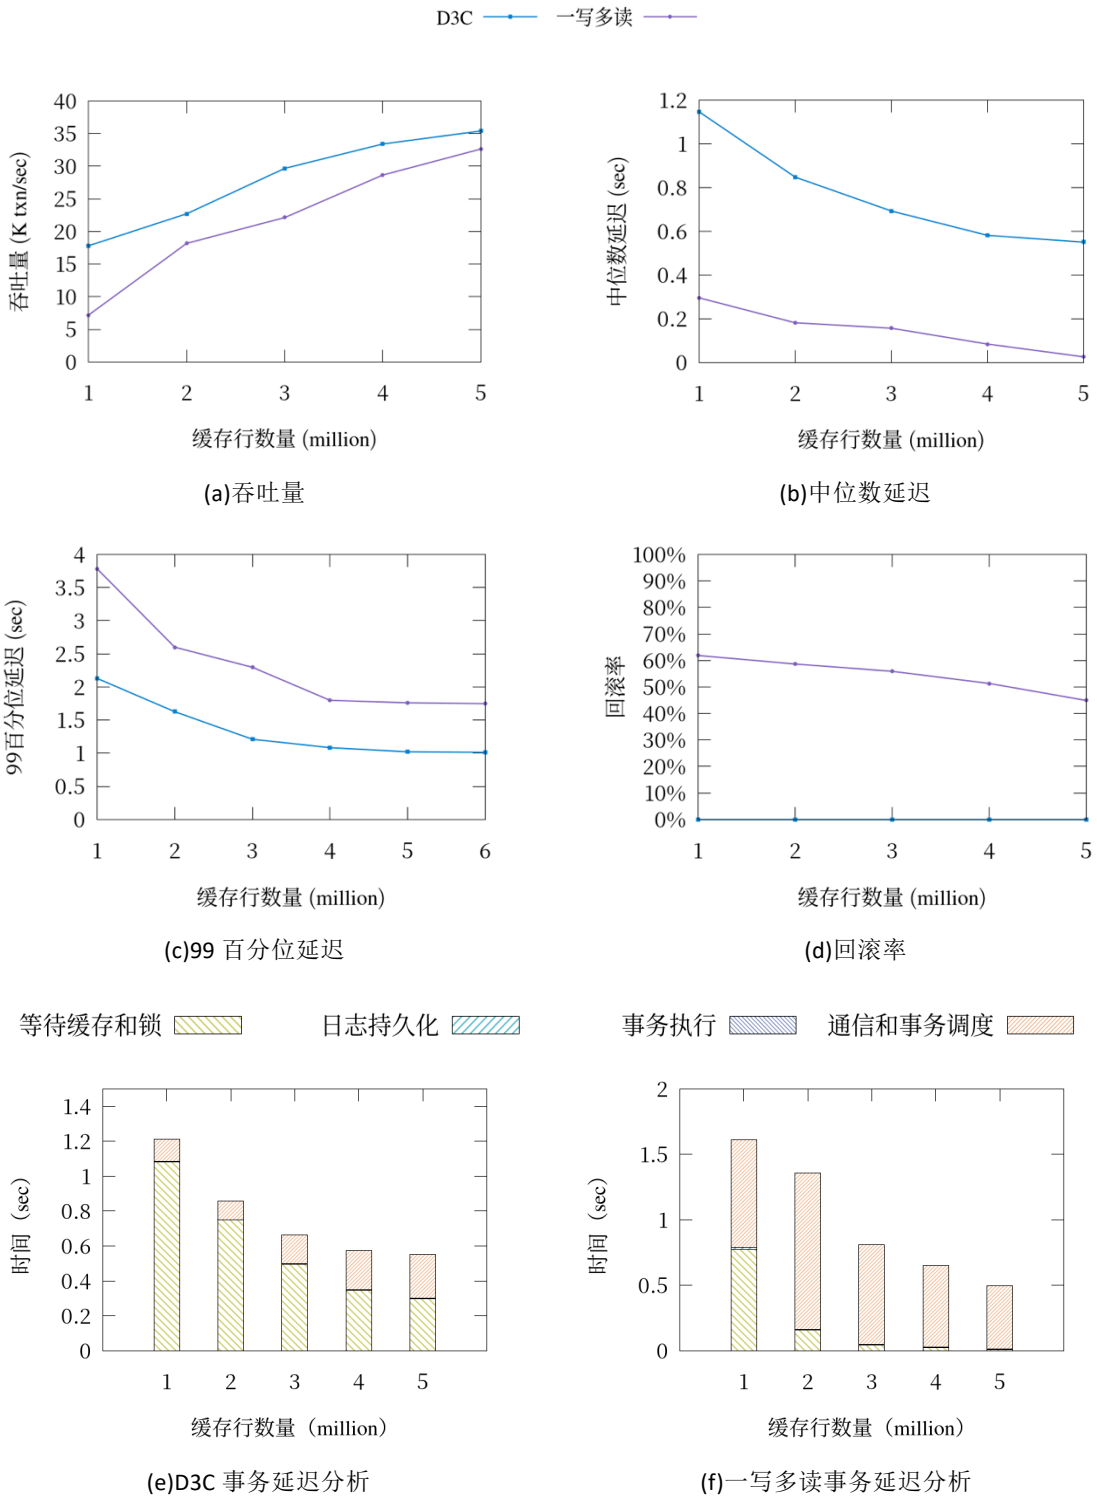 D3C 一写多读
40
35
30
25
20
15
10
5
0
吞吐量 (K txn/sec)
1 2 3 4 5
缓存行数量 (million)
(a)吞吐量
1.2
1
0.8
0.6
0.4
0.2
0
中位数延迟 (sec)
1 2 3 4 5
缓存行数量 (million)
(b)中位数延迟
4
3.5
3
2.5
2
1.5
1
0.5
0
99百分位延迟 (sec)
1 2 3 4 5 6
缓存行数量 (million)
(c)99 百分位延迟
100%
90%
80%
70%
60%
50%
40%
30%
20%
10%
0%
回滚率
1 2 3 4 5
缓存行数量 (million)
(d)回滚率
等待缓存和锁 日志持久化 事务执行 通信和事务调度
1.4
1.2
1
0.8
0.6
0.4
0.2
0
时间（sec）
1 2 3 4 5
缓存行数量（million）
(e)D3C 事务延迟分析
2
1.5
1
0.5
0
时间（sec）
1 2 3 4 5
缓存行数量（million）
(f)一写多读事务延迟分析